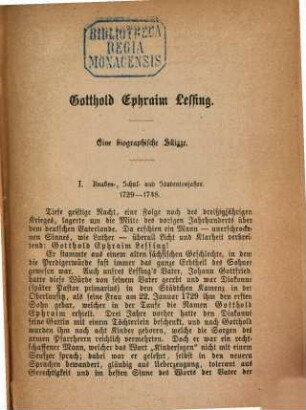 BIBLIOTHECA
REGIA
MONACENSIS
Gotthold Ephraim Lessing.
Eine biographische Skizze.
I. Knaben-, Schul- und Studentenjahre.
1729—1748.
Tiefe geistige Nacht, eine Folge noch des dreißigjährigen
Krieges, lagerte um die Mitte des vorigen Jahrhunderts über
dem deutschen Vaterlande. Da erschien ein Mann — unerschrock-
enen Sinnes, wie Luther — überall Licht und Klarheit verbrei-
tend: Gotthold Ephraim Lessing!
Er stammte aus einem alten sächsischen Geschlecht, in dem
die Predigerwürde fast immer das ganze Erbtheil des Sohnes
gewesen war. Auch unsres Lessing's Vater, Johann Gottfried
hatte diese Würde von seinem Vater geerbt und war Diakonus
(später Pastor primarius) in dem Städtchen Kamenz in der
Oberlausitz, als ihm seine Frau am 22. Januar 1729 ihm den ersten
Sohn gebar, welcher in der Taufe die Namen Gotthold
Ephraim erhielt. Drei Jahre vorher hatte den Diakonus
seine Gattin mit einem Töchterlein beschenkt, und nach Gotthold
wurden ihm noch acht Kinder geboren, welche die Sorgen des
armen Pfarrherrn reichlich vermehrten. Doch er war ein recht-
schaffener Mann, welcher das Wort „Kindersegen" nicht mit einem
Seufzer sprach; dabei war er gelehrt, selbst in den neuern
Sprachen bewandert, gläubig aus Ueberzeugung, tolerant aus
Gerechtigkeit und im besten Sinne des Worts der Vater der